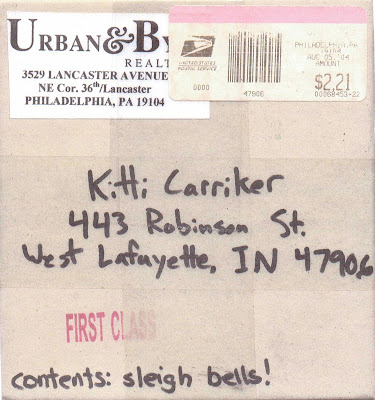 URBAN&BY
REALT
3529 LANCASTER AVENUE
NE Cor. 36th/Lancaster
PHILADELPHIA, PA 19104
UNITED STATES
POSTAL SERVICE
0000
47906
PHILADELPHIA, PA
AUG 05, '04
AMOUNT
$2.21
00068453-22
Kitti Carriker
443 Robinson St.
West Lafayette, IN 47906
FIRST CLASS
contents: sleigh bells!